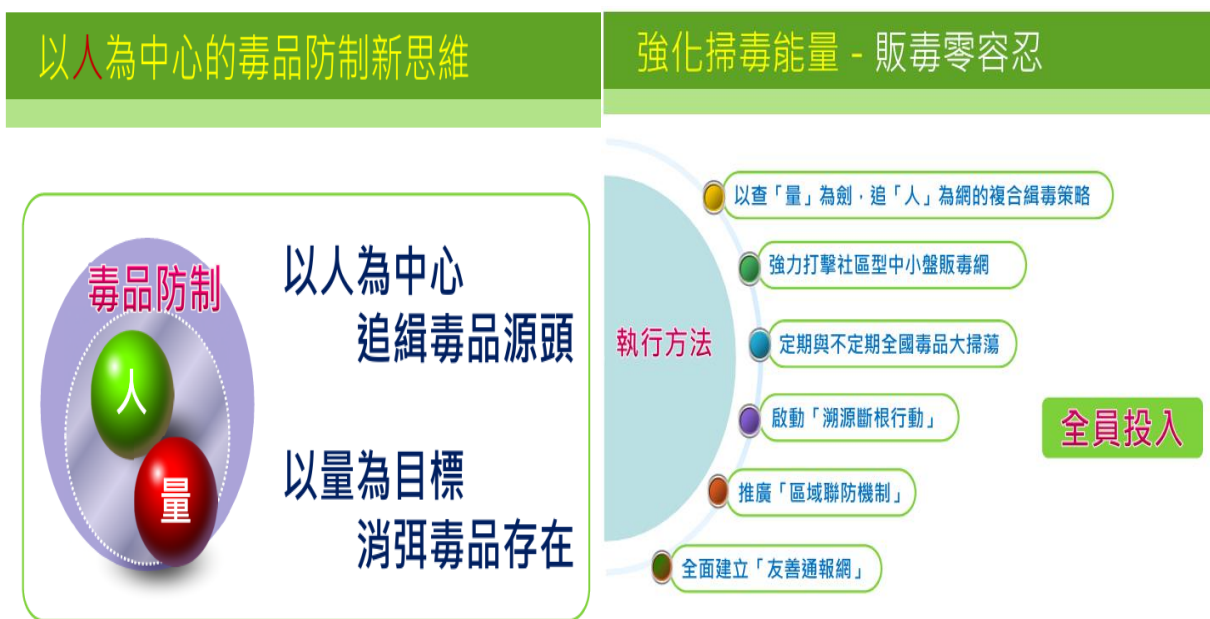 以人為中心的毒品防制新思維
毒品防制
人
量
以人為中心
追緝毒品源頭
以量為目標
消弭毒品存在
強化掃毒能量 - 販毒零容忍
執行方法
以查「量」為劍，追「人」為網的複合緝毒策略
強力打擊社區型中小盤販毒網
定期與不定期全國毒品大掃蕩
啟動「溯源斷根行動」
推廣「區域聯防機制」
全面建立「友善通報網」
全員投入